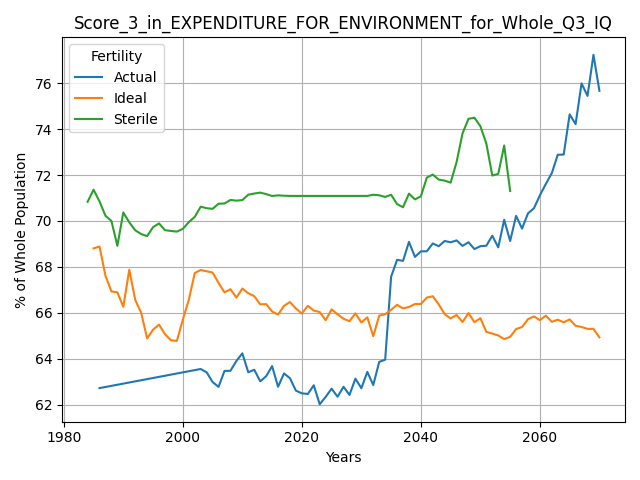 Score_3_in_EXPENDITURE_FOR_ENVIRONMENT_for_Whole_Q3_IQ
Fertility
Actual
Ideal
Sterile
% of Whole Population
76
74
72
70
68
66
64
62
1980
2000
2020
2040
2060
Years